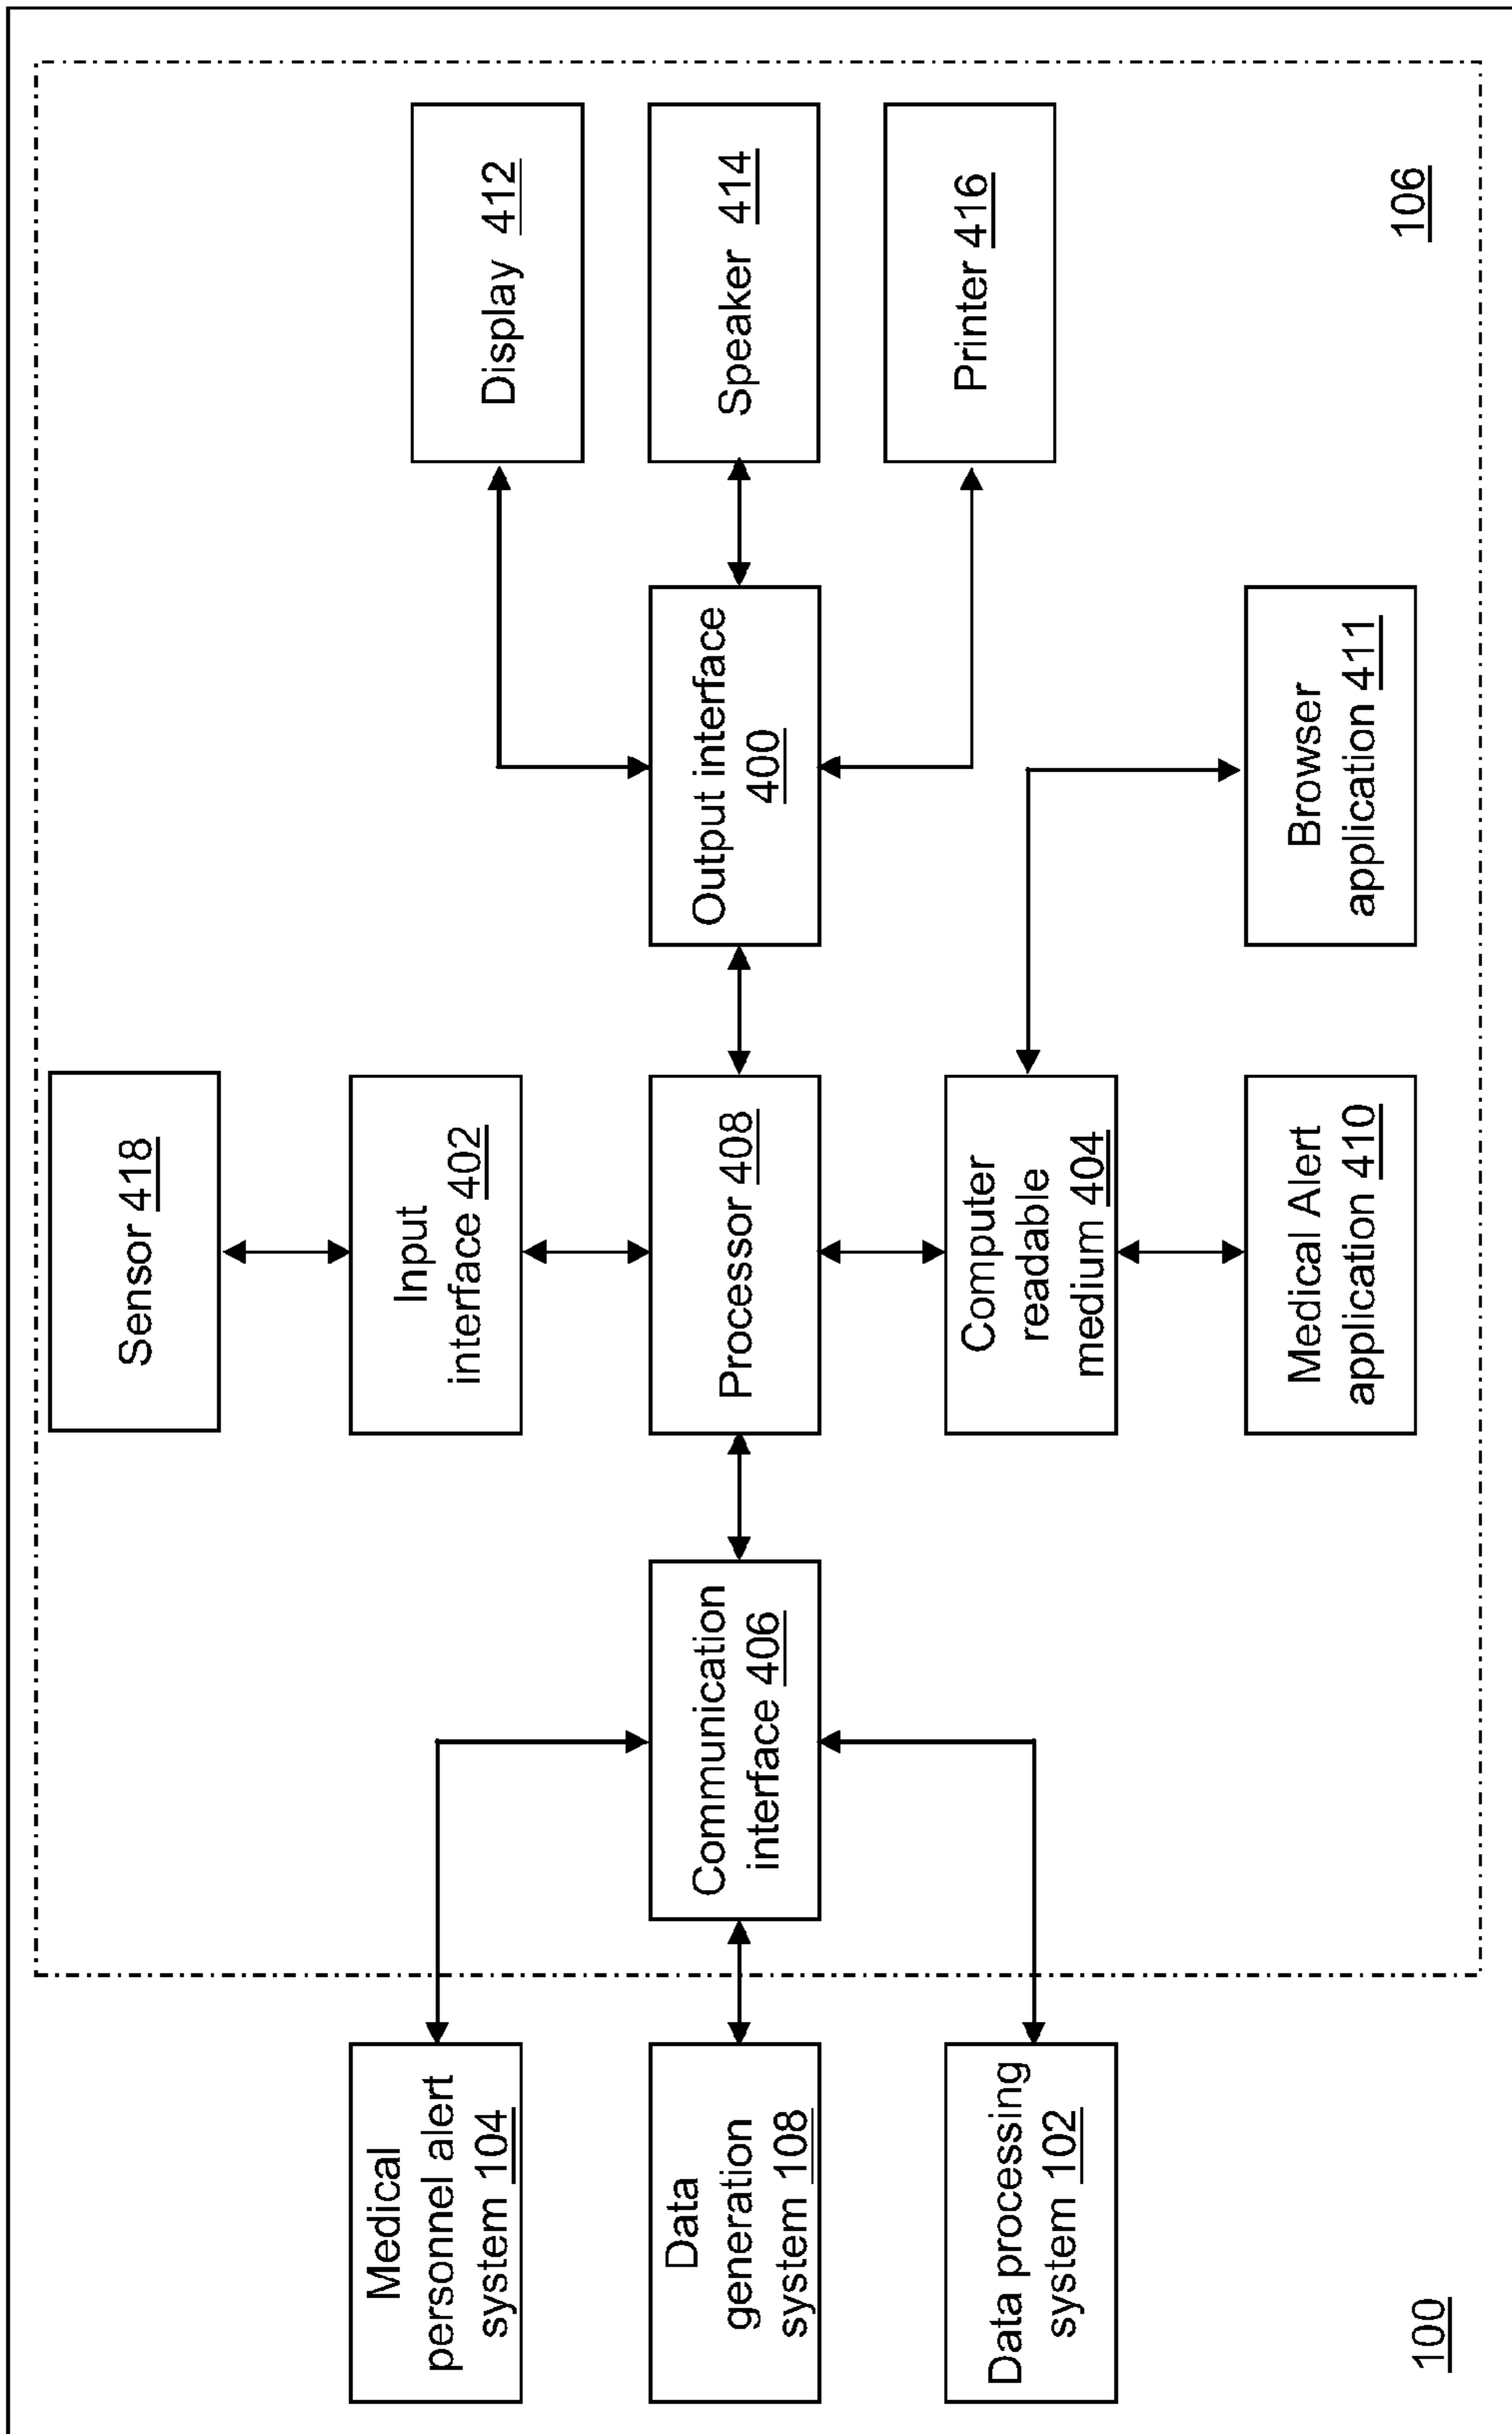 Sensor 418
Medical
personnel alert
system 104
Input
interface 402
Display 412
Data
generation
system 108
Communication
interface 406
Processor 408
Output interface
400
Speaker 414
Data processing
system 102
Computer
readable
medium 404
Printer 416
Medical Alert
application 410
Browser
application 411
100
106